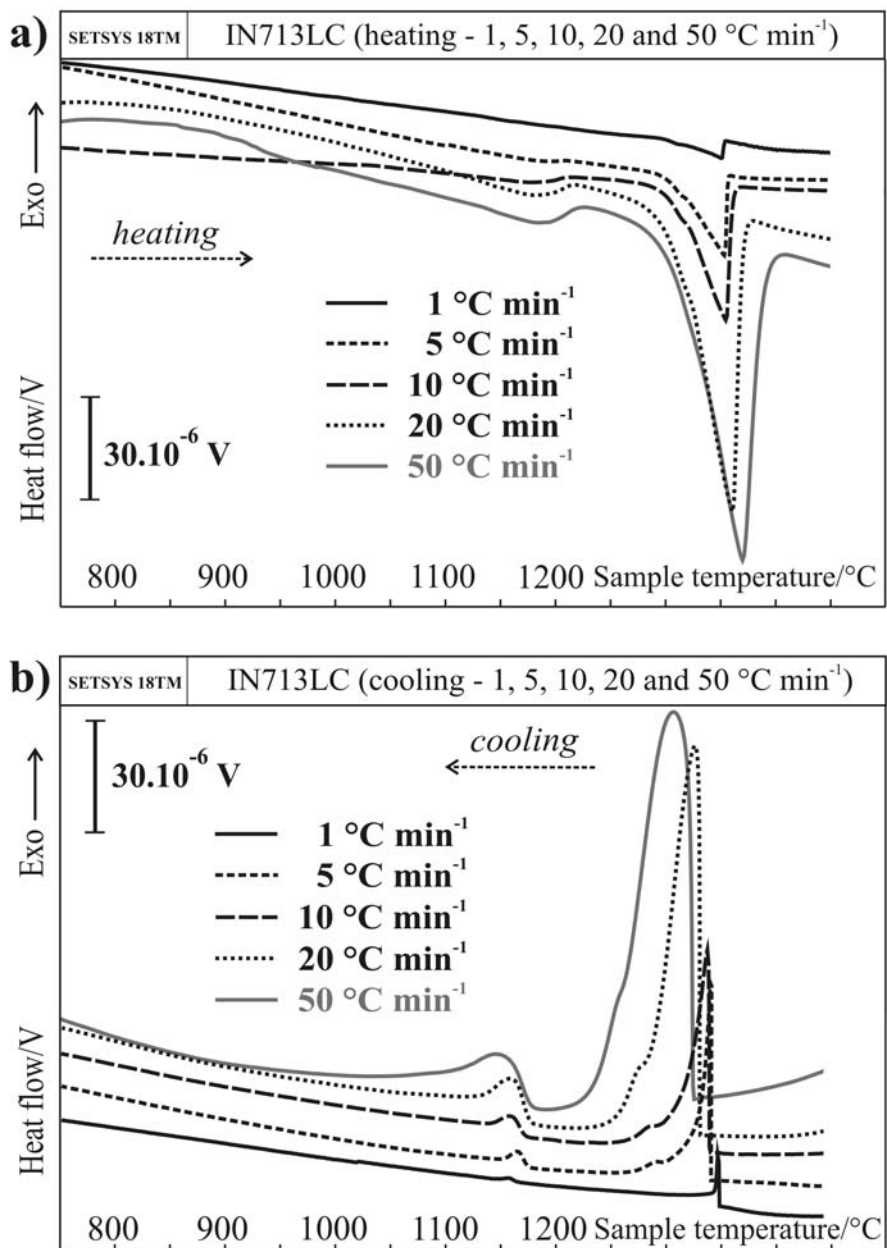 a)
SETSYS 18TM
IN713LC (heating - 1, 5, 10, 20 and 50 °C min⁻¹)
Exo
heating
1 °C min⁻¹
5 °C min⁻¹
10 °C min⁻¹
20 °C min⁻¹
50 °C min⁻¹
30.10⁻⁶ V
Heat flow/V
800 900 1000 1100 1200 Sample temperature/°C
b)
SETSYS 18TM
IN713LC (cooling - 1, 5, 10, 20 and 50 °C min⁻¹)
30.10⁻⁶ V
cooling
Exo
1 °C min⁻¹
5 °C min⁻¹
10 °C min⁻¹
20 °C min⁻¹
50 °C min⁻¹
Heat flow/V
800 900 1000 1100 1200 Sample temperature/°C